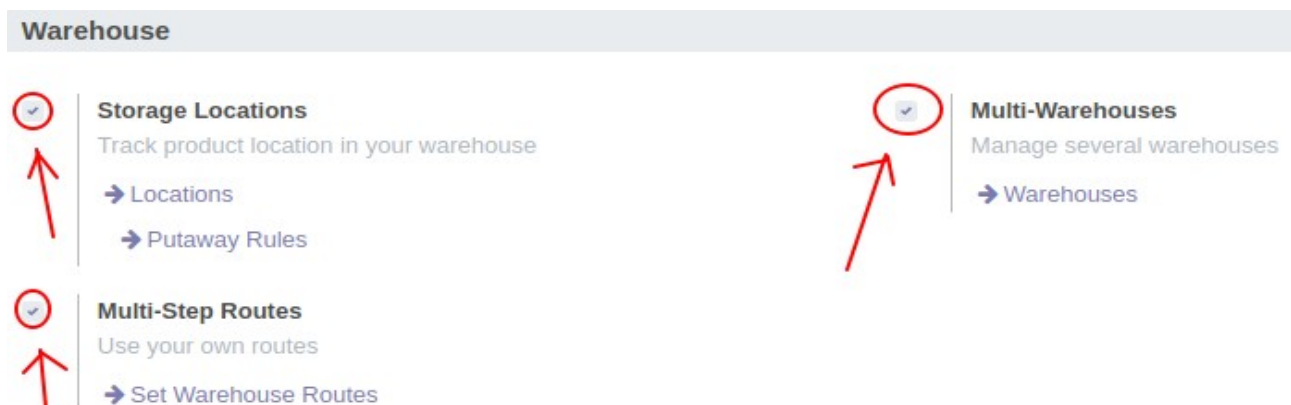 Warehouse
Storage Locations
Track product location in your warehouse
Locations
Putaway Rules
Multi-Warehouses
Manage several warehouses
Warehouses
Multi-Step Routes
Use your own routes
Set Warehouse Routes